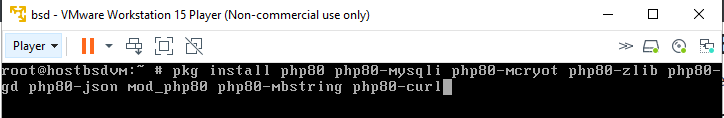 bsd - VMware Workstation 15 Player (Non-commercial use only)
Player
root@hostbsdvm:~ # pkg install php80 php80-mysqli php80-mcryot php80-zlib php80-
gd php80-json mod_php80 php80-mbstring php80-curl